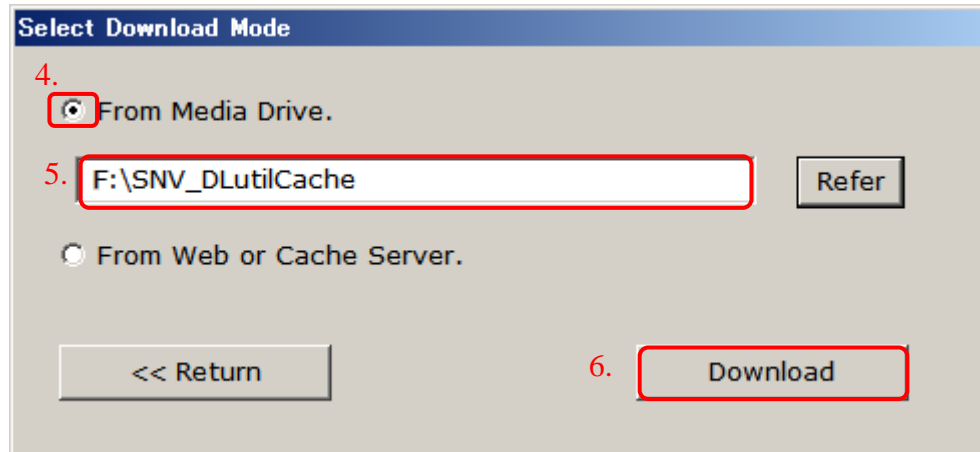 Select Download Mode
4.
From Media Drive.
5. F:\SNV_DLutilCache Refer
From Web or Cache Server.
<< Return 6. Download